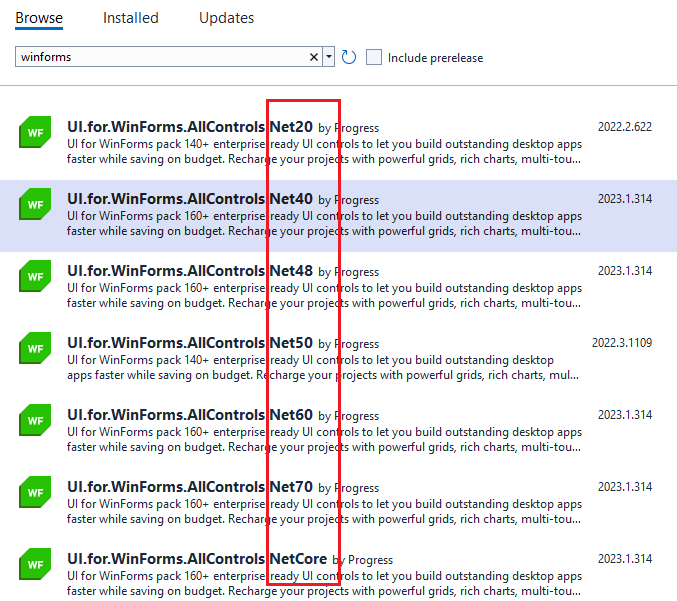 Browse Installed Updates
winforms Include prerelease
WF UI.for.WinForms.AllControls.Net20 by Progress 2022.2.622
UI for WinForms pack 140+ enterprise-ready UI controls to let you build outstanding desktop apps
faster while saving on budget. Recharge your projects with powerful grids, rich charts, multi-tou...
WF UI.for.WinForms.AllControls.Net40 by Progress 2023.1.314
UI for WinForms pack 160+ enterprise-ready UI controls to let you build outstanding desktop apps
faster while saving on budget. Recharge your projects with powerful grids, rich charts, multi-tou...
WF UI.for.WinForms.AllControls.Net48 by Progress 2023.1.314
UI for WinForms pack 160+ enterprise-ready UI controls to let you build outstanding desktop apps
faster while saving on budget. Recharge your projects with powerful grids, rich charts, multi-tou...
WF UI.for.WinForms.AllControls.Net50 by Progress 2022.3.1109
UI for WinForms pack 140+ enterprise-ready UI controls to let you build outstanding desktop
apps faster while saving on budget. Recharge your projects with powerful grids, rich charts, mul...
WF UI.for.WinForms.AllControls.Net60 by Progress 2023.1.314
UI for WinForms pack 160+ enterprise-ready UI controls to let you build outstanding desktop apps
faster while saving on budget. Recharge your projects with powerful grids, rich charts, multi-tou...
WF UI.for.WinForms.AllControls.Net70 by Progress 2023.1.314
UI for WinForms pack 160+ enterprise-ready UI controls to let you build outstanding desktop apps
faster while saving on budget. Recharge your projects with powerful grids, rich charts, multi-tou...
WF UI.for.WinForms.AllControls.NetCore by Progress 2023.1.314
UI for WinForms pack 160+ enterprise-ready UI controls to let you build outstanding desktop apps
faster while saving on budget. Recharge your projects with powerful grids, rich charts, multi-tou...